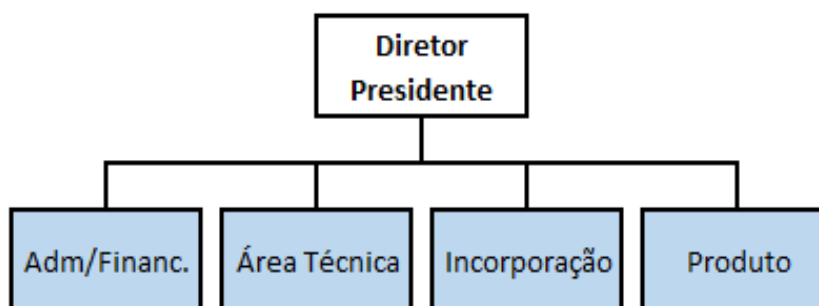 Diretor
Presidente
Adm/Financ.
Área Técnica
Incorporação
Produto